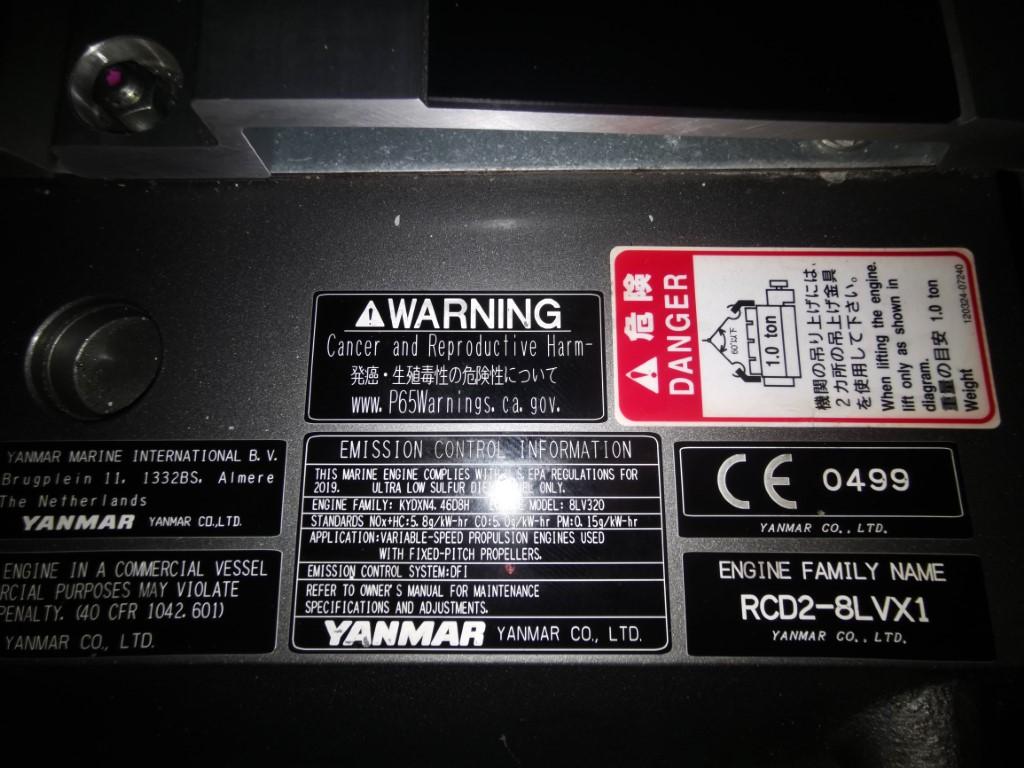 危険
DANGER
60°以下
1.0 ton
機関の吊り上げには、
2カ所の吊上げ金具
を使用して下さい。
When lifting the engine.
lift only as shown in
diagram.
重量の目安 1.0 ton
Weight
120324-07240
WARNING
Cancer and Reproductive Harm-
発癌・生殖毒性の危険性について
www. P65Warnings. ca. gov.
YANMAR MARINE INTERNATIONAL B. V.
Brugplein 11, 1332BS, Almere
The Netherlands
YANMAR YANMAR CO.,LTD.
EMISSION CONTROL INFORMATION
THIS MARINE ENGINE COMPLIES WITH U.S. EPA REGULATIONS FOR
2019. ULTRA LOW SULFUR DIESEL FUEL ONLY.
ENGINE FAMILY: KYDXN4. 46D8H MODEL: 8LV320
STANDARDS NOx+HC:5. 8g/kW-hr CO:5. 0g/kW-hr PM:0. 15g/kW-hr
APPLICATION:VARIABLE-SPEED PROPULSION ENGINES USED
WITH FIXED-PITCH PROPELLERS.
EMISSION CONTROL SYSTEM:DFI
REFER TO OWNER'S MANUAL FOR MAINTENANCE
SPECIFICATIONS AND ADJUSTMENTS.
YANMAR YANMAR CO., LTD.
CE 0499
YANMAR CO., LTD.
ENGINE IN A COMMERCIAL VESSEL
RCIAL PURPOSES MAY VIOLATE
PENALTY. (40 CFR 1042. 601)
YANMAR CO., LTD.
ENGINE FAMILY NAME
RCD2-8LVX1
YANMAR CO., LTD.